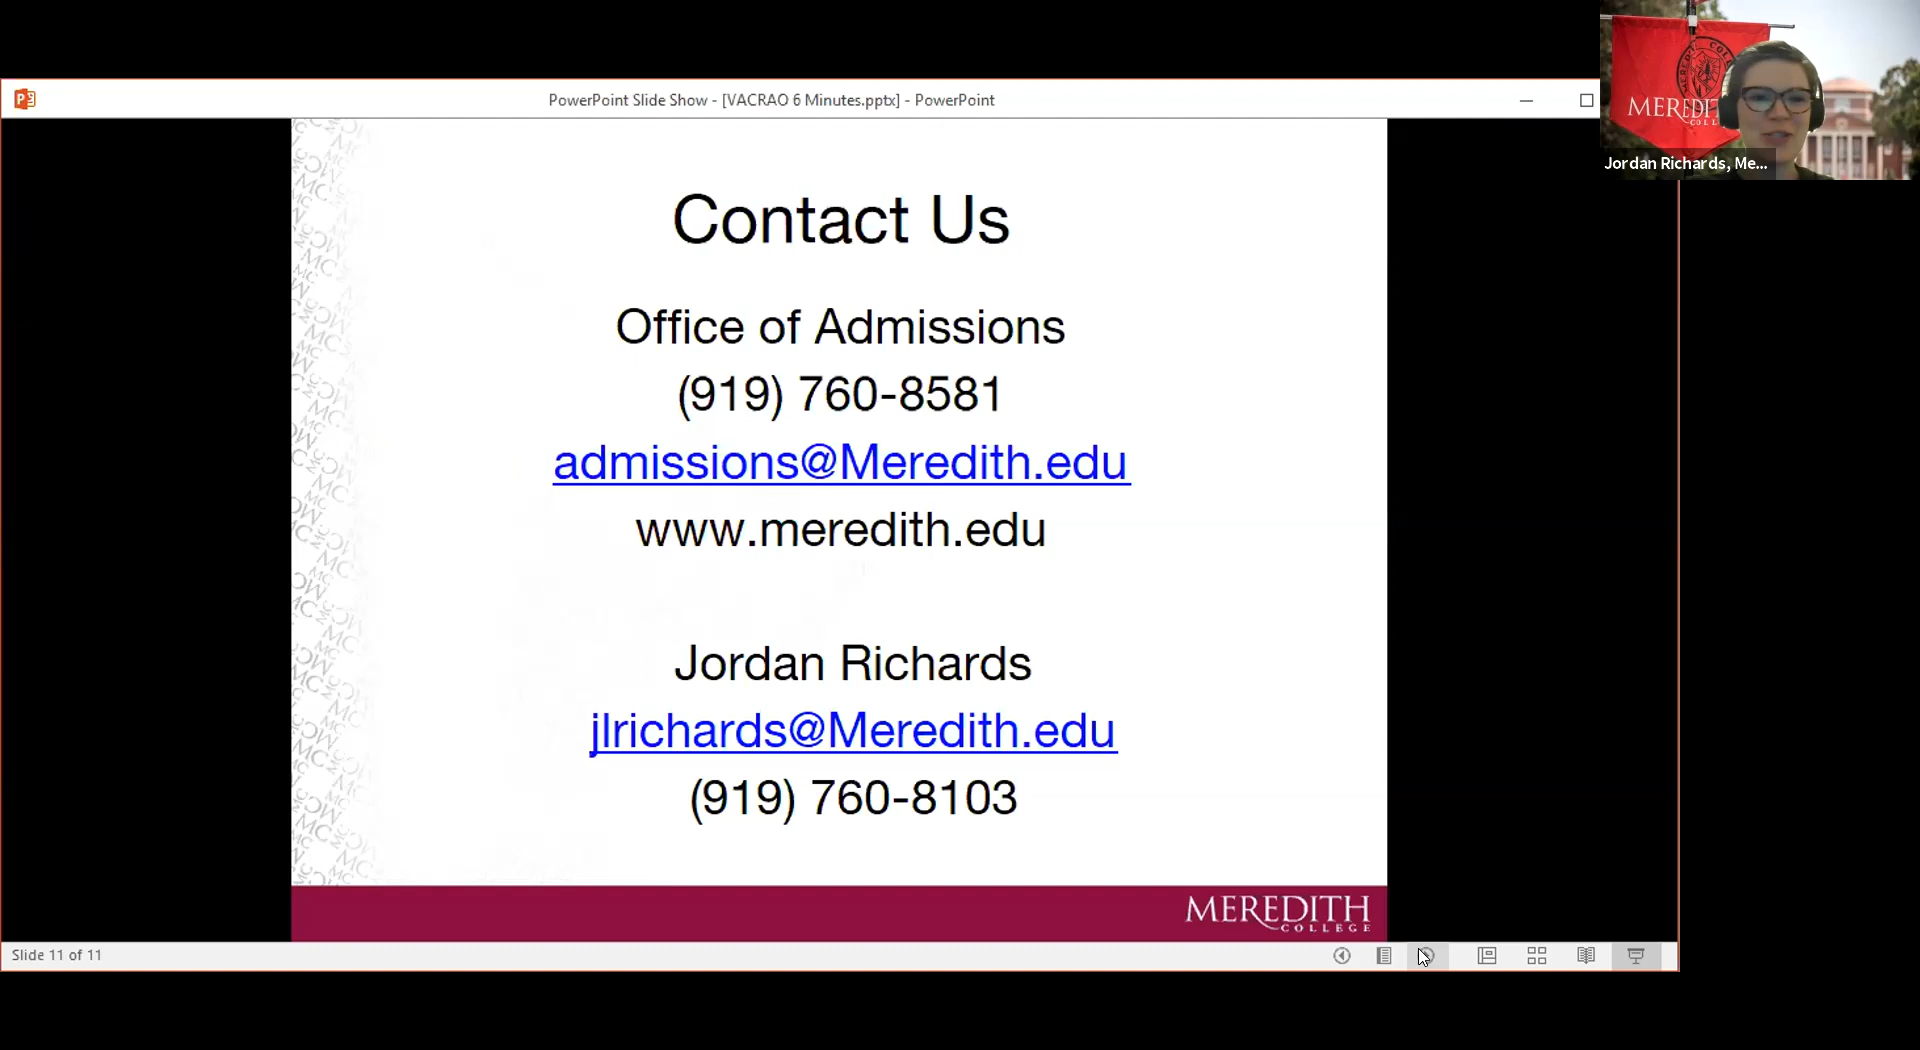 PowerPoint Slide Show - [VACRAO 6 Minutes.pptx] - PowerPoint
MEREDIT
COLL
Jordan Richards, Me...
Contact Us
Office of Admissions
(919) 760-8581
admissions@Meredith.edu
www.meredith.edu
Jordan Richards
jlrichards@Meredith.edu
(919) 760-8103
MEREDITH
COLLEGE
Slide 11 of 11